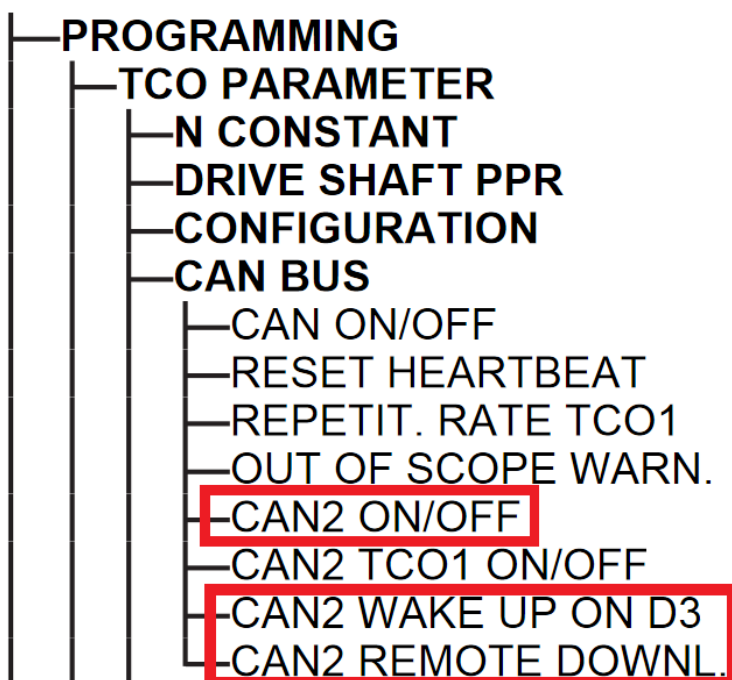 PROGRAMMING
TCO PARAMETER
N CONSTANT
DRIVE SHAFT PPR
CONFIGURATION
CAN BUS
CAN ON/OFF
RESET HEARTBEAT
REPETIT. RATE TCO1
OUT OF SCOPE WARN.
CAN2 ON/OFF
CAN2 TCO1 ON/OFF
CAN2 WAKE UP ON D3
CAN2 REMOTE DOWNL.